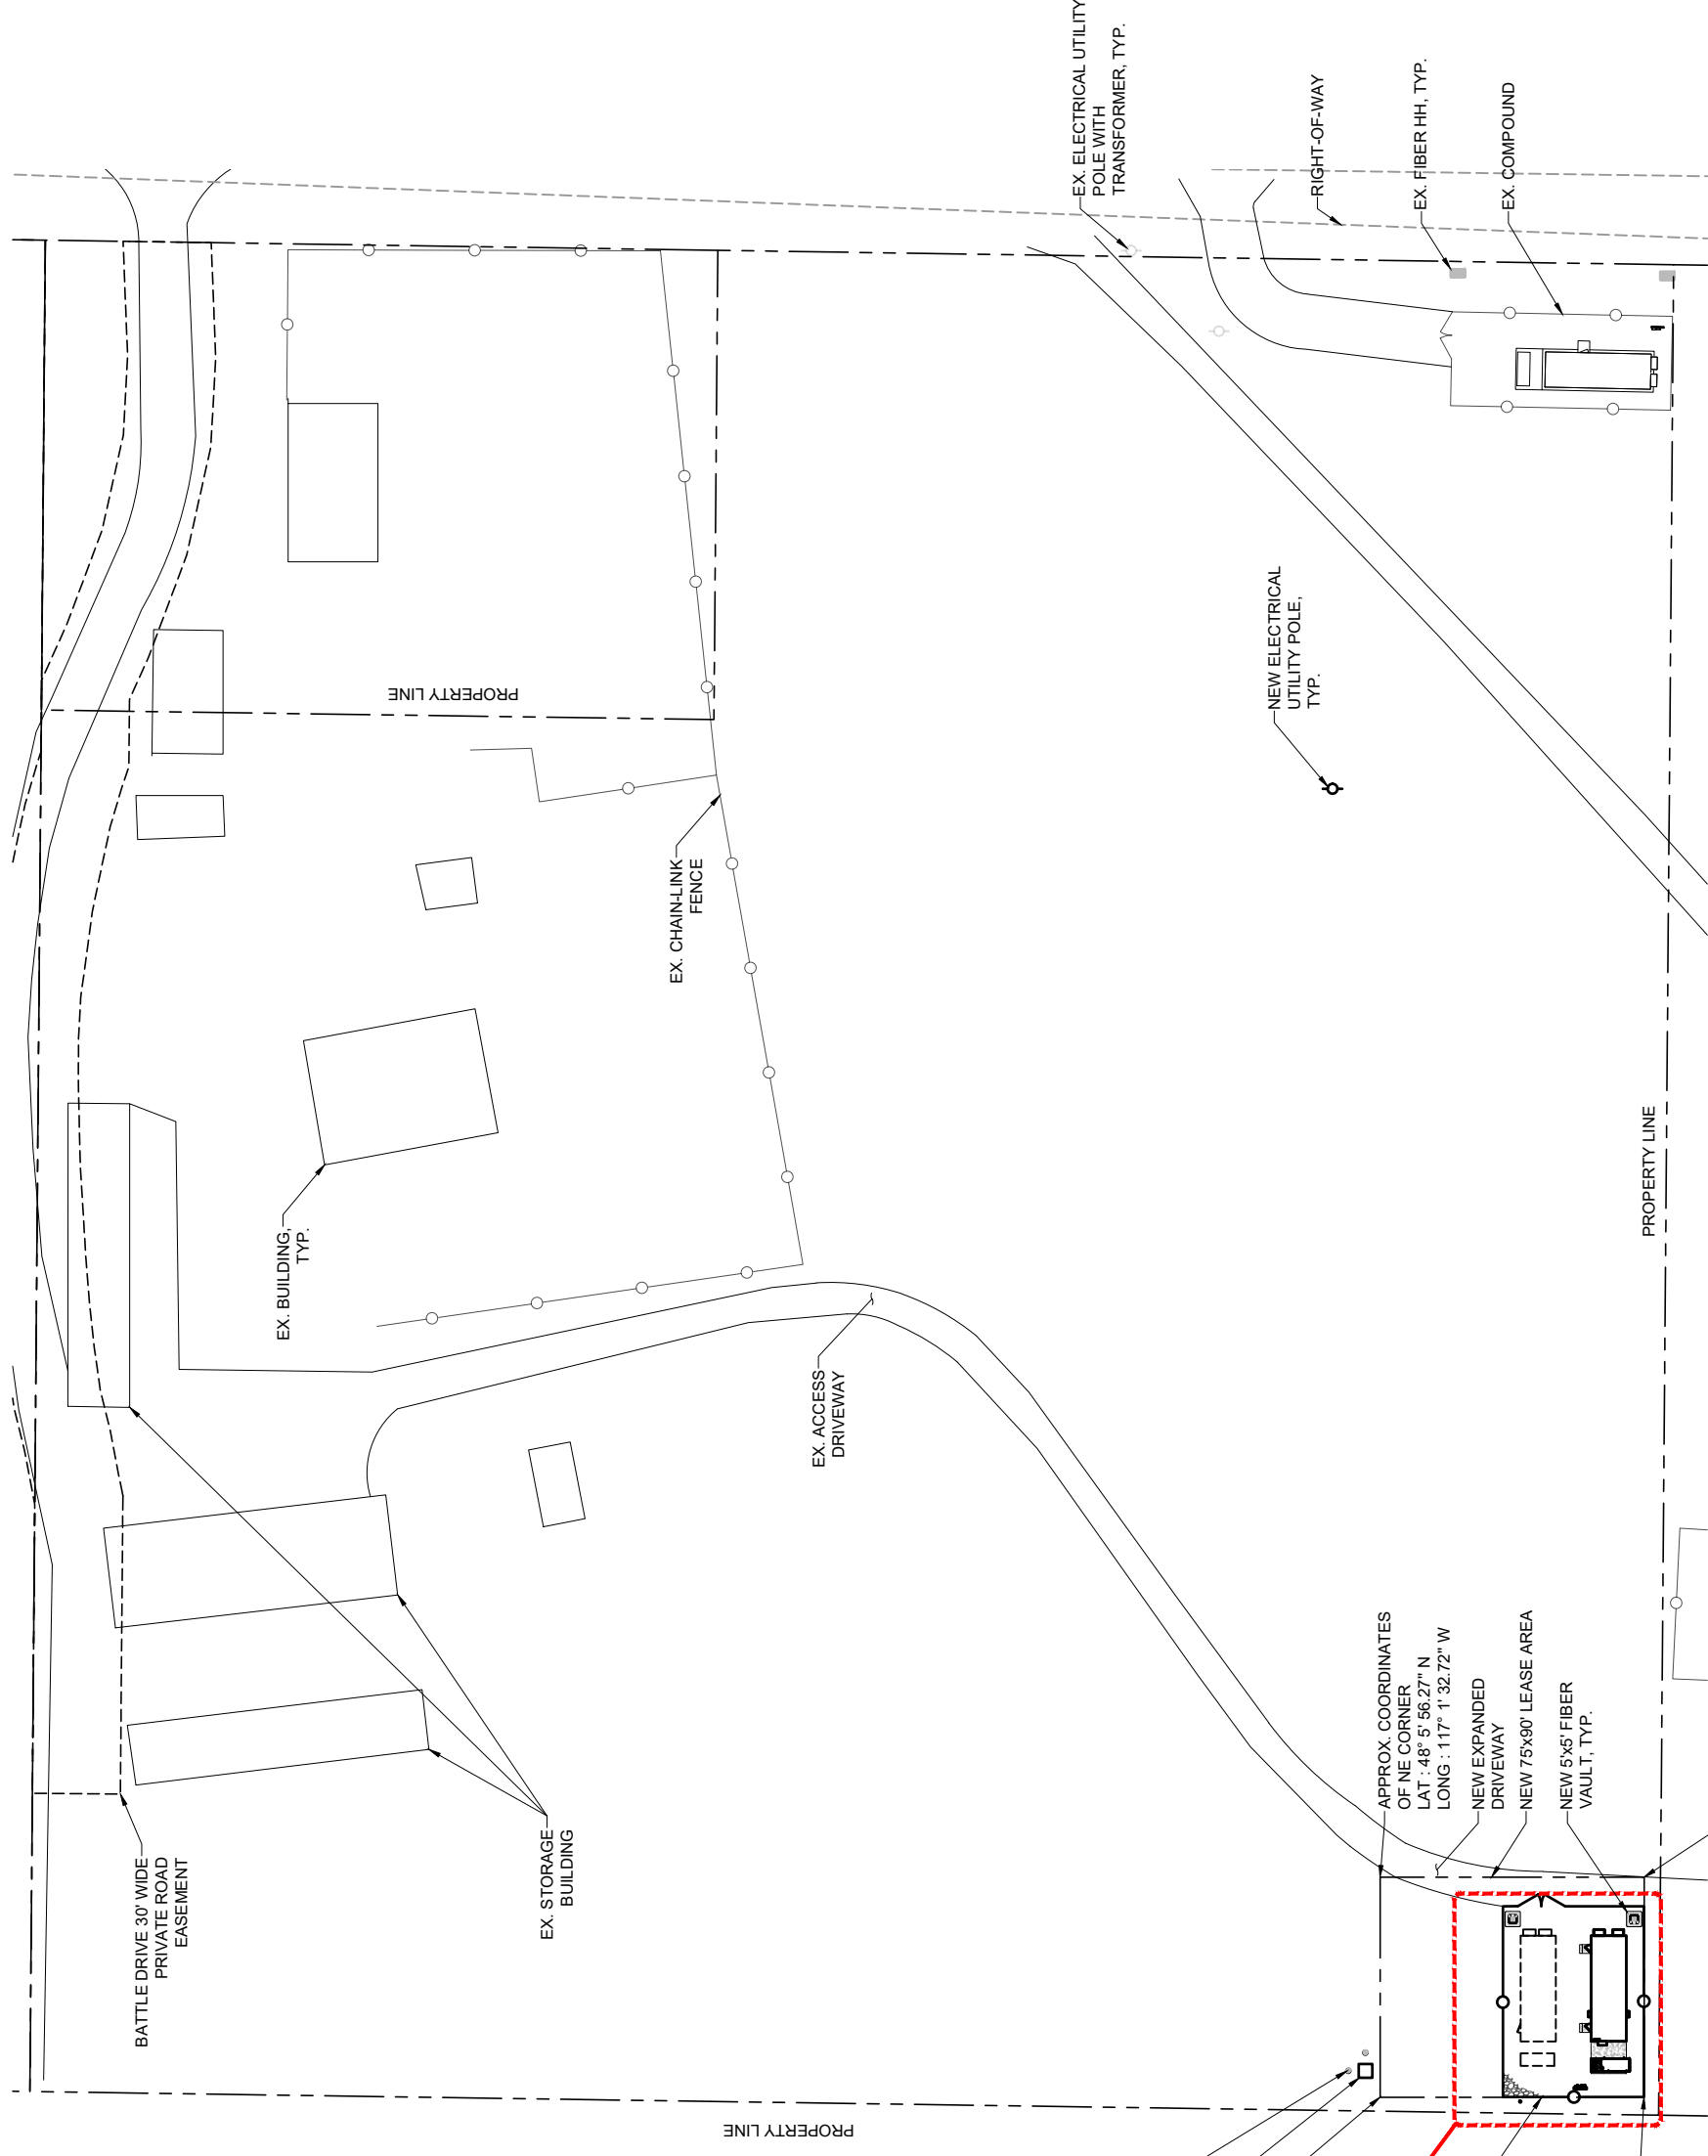 EX. ELECTRICAL UTILITY
POLE WITH
TRANSFORMER, TYP.
RIGHT-OF-WAY
EX. FIBER HH, TYP.
EX. COMPOUND
NEW ELECTRICAL
UTILITY POLE,
TYP.
PROPERTY LINE
EX. CHAIN-LINK
FENCE
EX. BUILDING,
TYP.
EX. ACCESS
DRIVEWAY
PROPERTY LINE
BATTLE DRIVE 30' WIDE
PRIVATE ROAD
EASEMENT
EX. STORAGE
BUILDING
APPROX. COORDINATES
OF NE CORNER
LAT : 48° 5' 56.27" N
LONG : 117° 1' 32.72" W
NEW EXPANDED
DRIVEWAY
NEW 75'x90' LEASE AREA
NEW 5'x5' FIBER
VAULT, TYP.
PROPERTY LINE